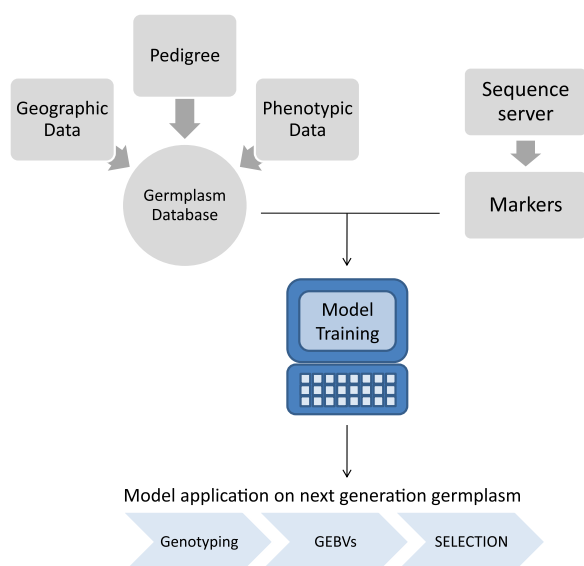 Pedigree
Geographic
Data
Phenotypic
Data
Sequence
server
Germplasm
Database
Markers
Model
Training
Model application on next generation germplasm
Genotyping
GEBVs
SELECTION